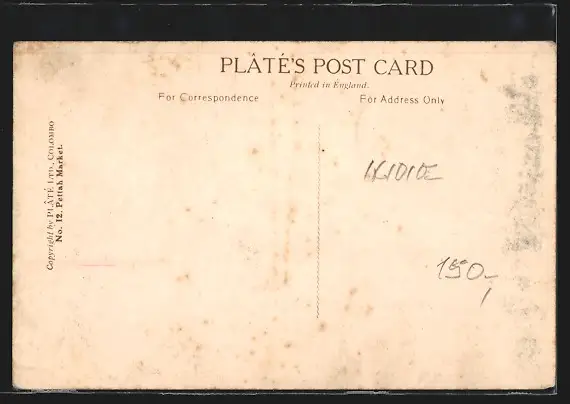 PLÂTÉ'S POST CARD
Printed in England.
For Correspondence
For Address Only
Copyright by PLÂTÉ LTD., COLOMBO
No. 12. Pettah Market.
190,-